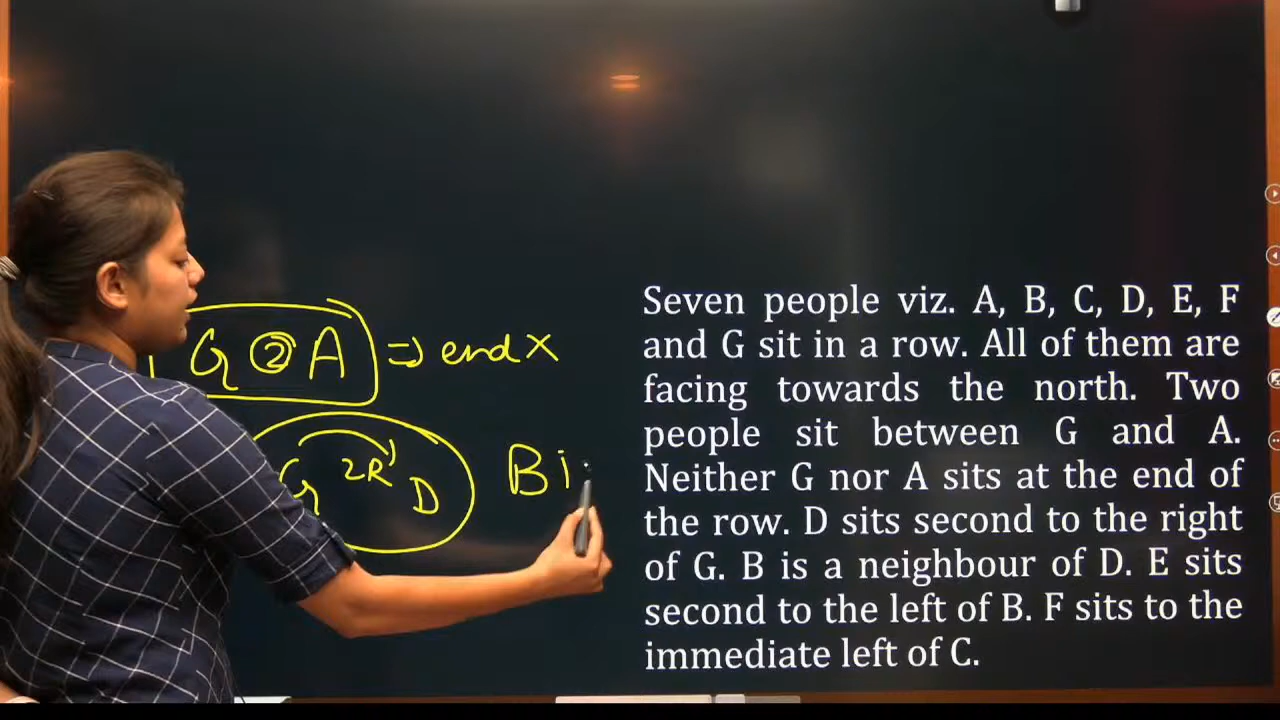 G ② A ⇒ end x
G 2R D
Bi
Seven people viz. A, B, C, D, E, F
and G sit in a row. All of them are
facing towards the north. Two
people sit between G and A.
Neither G nor A sits at the end of
the row. D sits second to the right
of G. B is a neighbour of D. E sits
second to the left of B. F sits to the
immediate left of C.